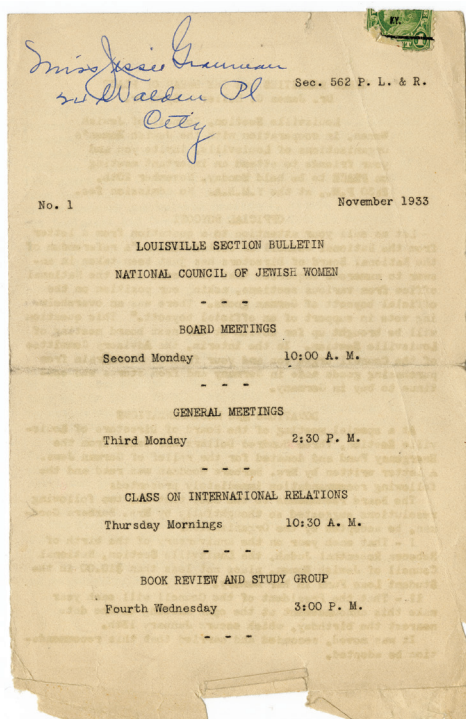 KY.
Miss Jessie
Sec. 562 P. L. & R.
Walden Pl
City
No. 1
November 1933
LOUISVILLE SECTION BULLETIN
NATIONAL COUNCIL OF JEWISH WOMEN
- - -
BOARD MEETINGS
Second Monday 10:00 A. M.
- - -
GENERAL MEETINGS
Third Monday 2:30 P. M.
- - -
CLASS ON INTERNATIONAL RELATIONS
Thursday Mornings 10:30 A. M.
- - -
BOOK REVIEW AND STUDY GROUP
Fourth Wednesday 3:00 P. M.
- - -